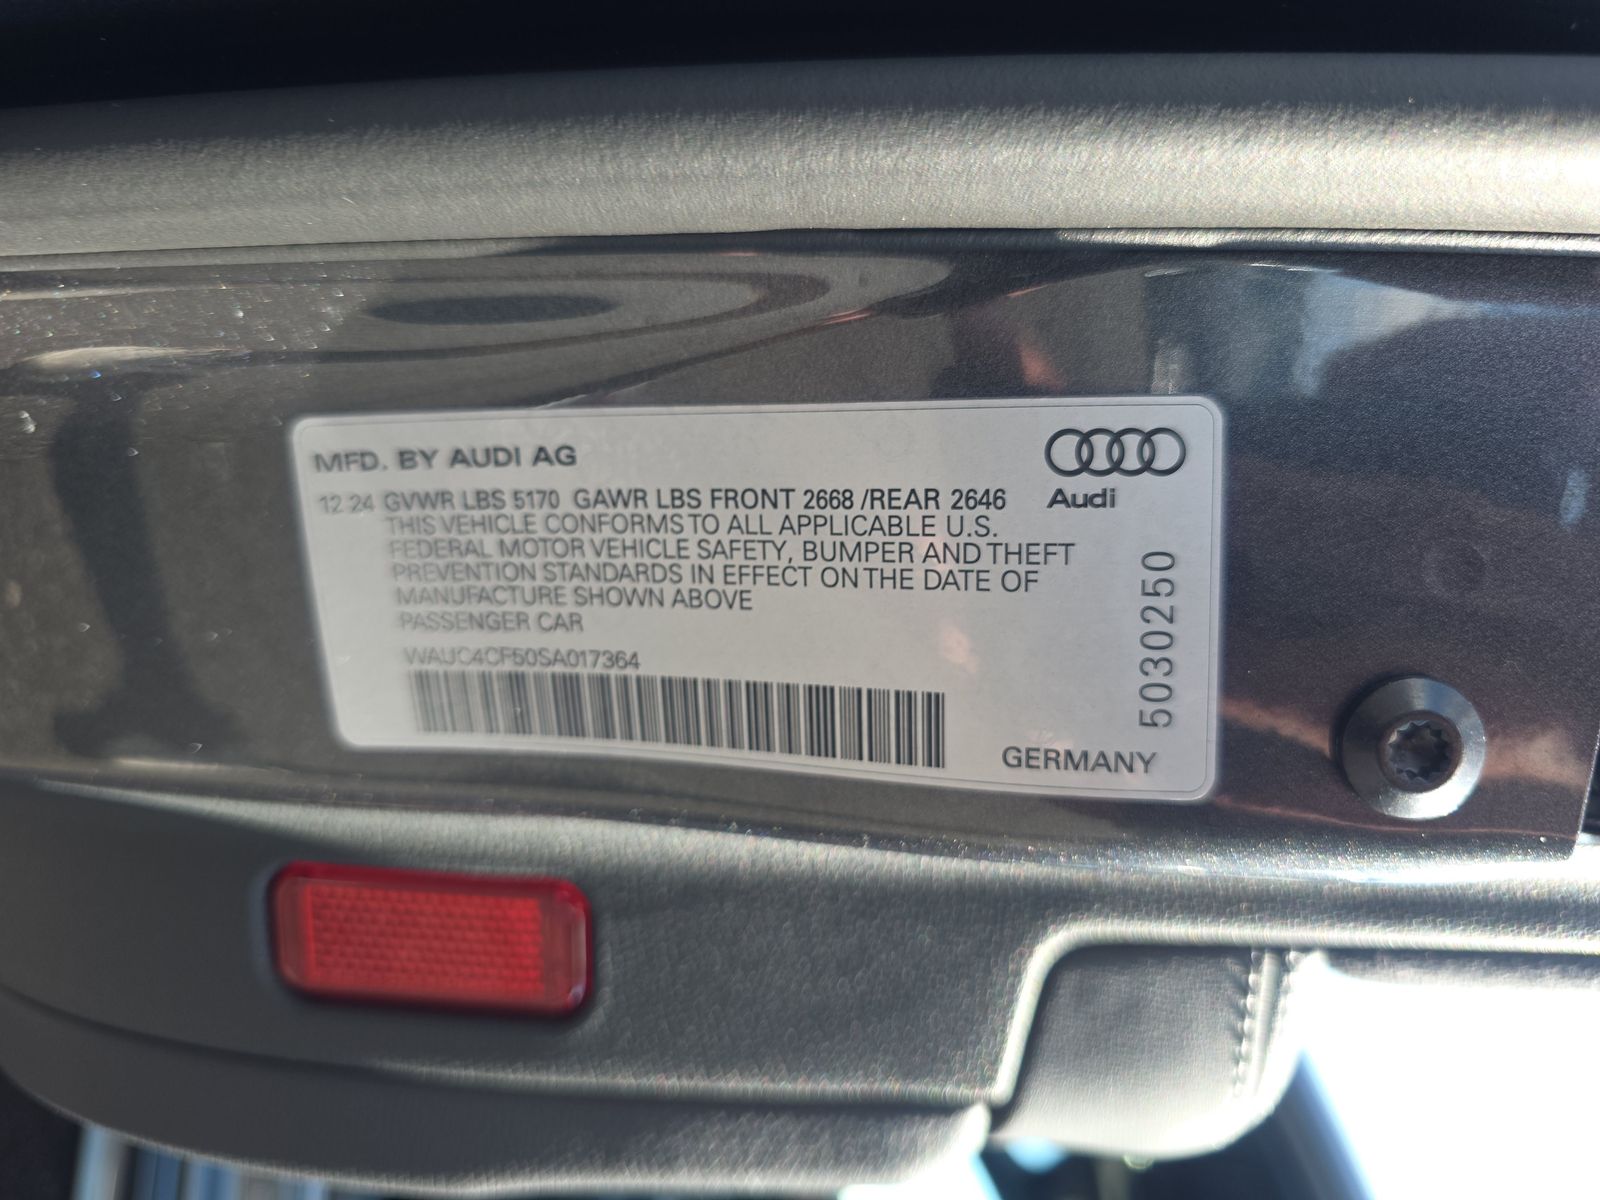 MFD. BY AUDI AG
12 24 GVWR LBS 5170 GAWR LBS FRONT 2668 /REAR 2646
THIS VEHICLE CONFORMS TO ALL APPLICABLE U.S.
FEDERAL MOTOR VEHICLE SAFETY, BUMPER AND THEFT
PREVENTION STANDARDS IN EFFECT ON THE DATE OF
MANUFACTURE SHOWN ABOVE
PASSENGER CAR
WAUC4CF50SA017364
Audi
5030250
GERMANY